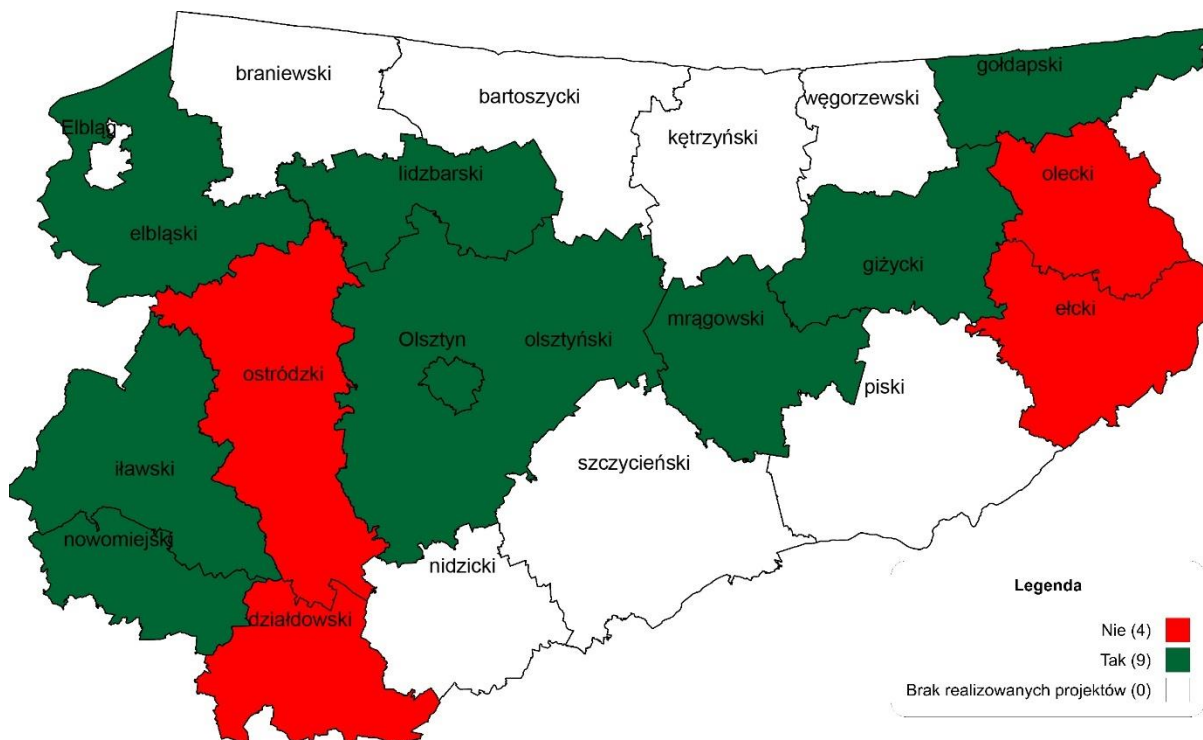 gołdapski
braniewski
bartoszycki
węgorzewski
Elbląg
kętrzyński
lidzbarski
olecki
elbląski
giżycki
ełcki
mrągowski
Olsztyn
olsztyński
ostródzki
piski
iławski
szczycieński
nowomiejski
nidzicki
działdowski
Legenda
Nie (4)
Tak (9)
Brak realizowanych projektów (0)